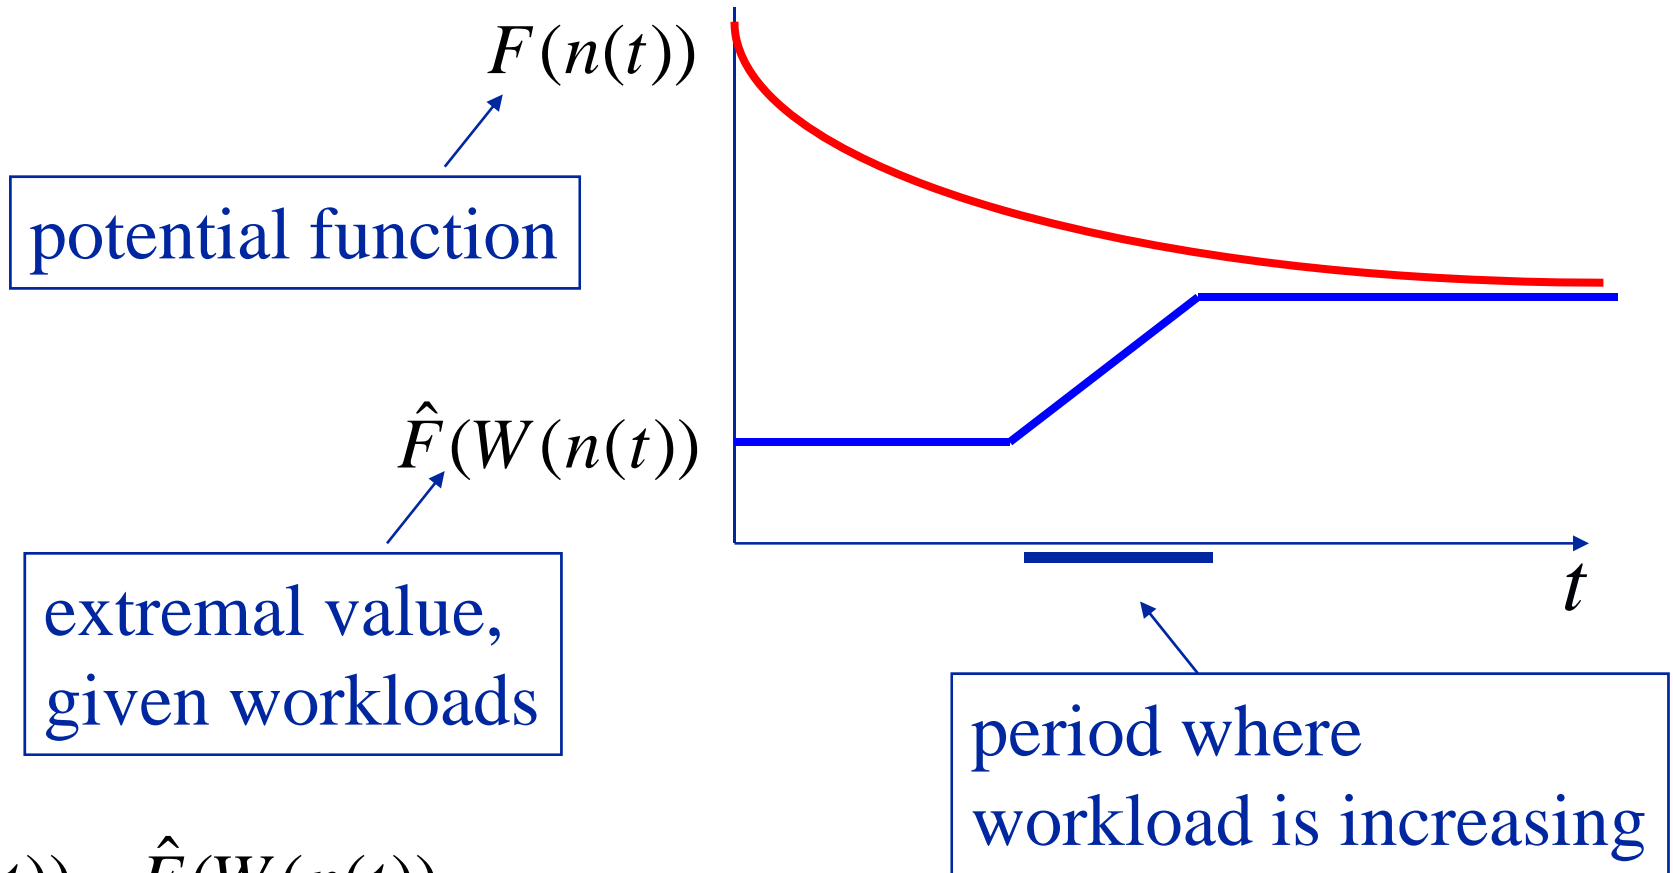 F(n(t))
potential function
F̂(W(n(t))
extremal value,
given workloads
t
period where
workload is increasing
t)) F̂(W(n(t))